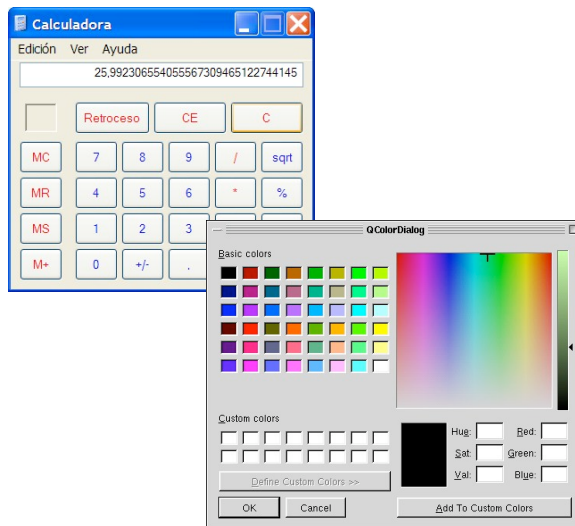 Calculadora
Edición Ver Ayuda
25,992306554055567309465122744145
Retroceso CE C
MC 7 8 9 / sqrt
MR 4 5 6 * %
MS 1 2 3
M+ 0 +/- ,
QColorDialog
Basic colors
Custom colors
Define Custom Colors >>
OK Cancel
Hue: Red:
Sat: Green:
Val: Blue:
Add To Custom Colors